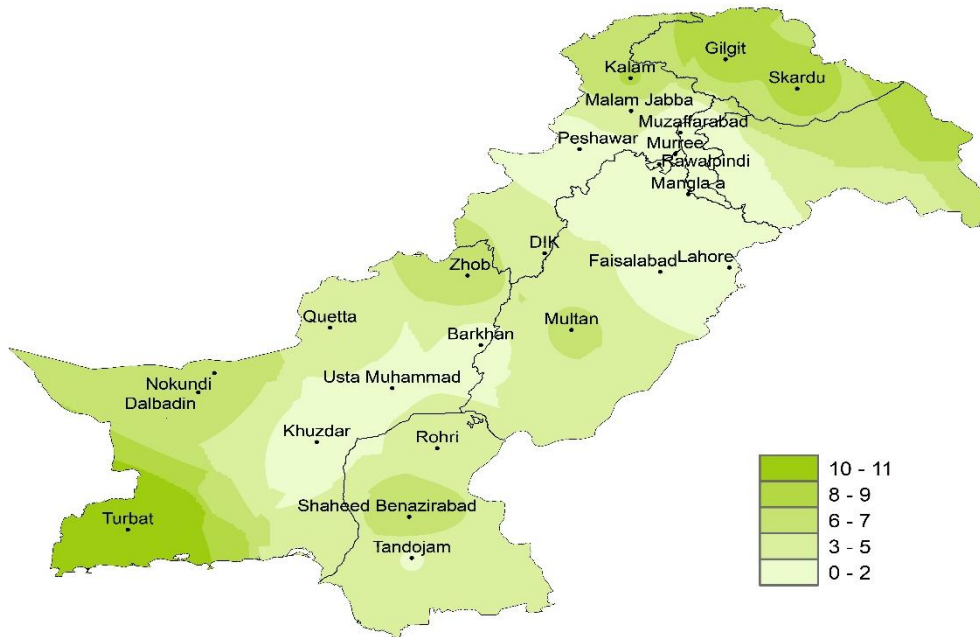 Gilgit
Kalam
Skardu
Malam Jabba
Muzaffarabad
Peshawar
Murree
Rawalpindi
Mangla a
DIK
Zhob
Faisalabad
Lahore
Quetta
Multan
Barkhan
Nokundi
Usta Muhammad
Dalbadin
Khuzdar
Rohri
Shaheed Benazirabad
Turbat
Tandojam
10 - 11
8 - 9
6 - 7
3 - 5
0 - 2